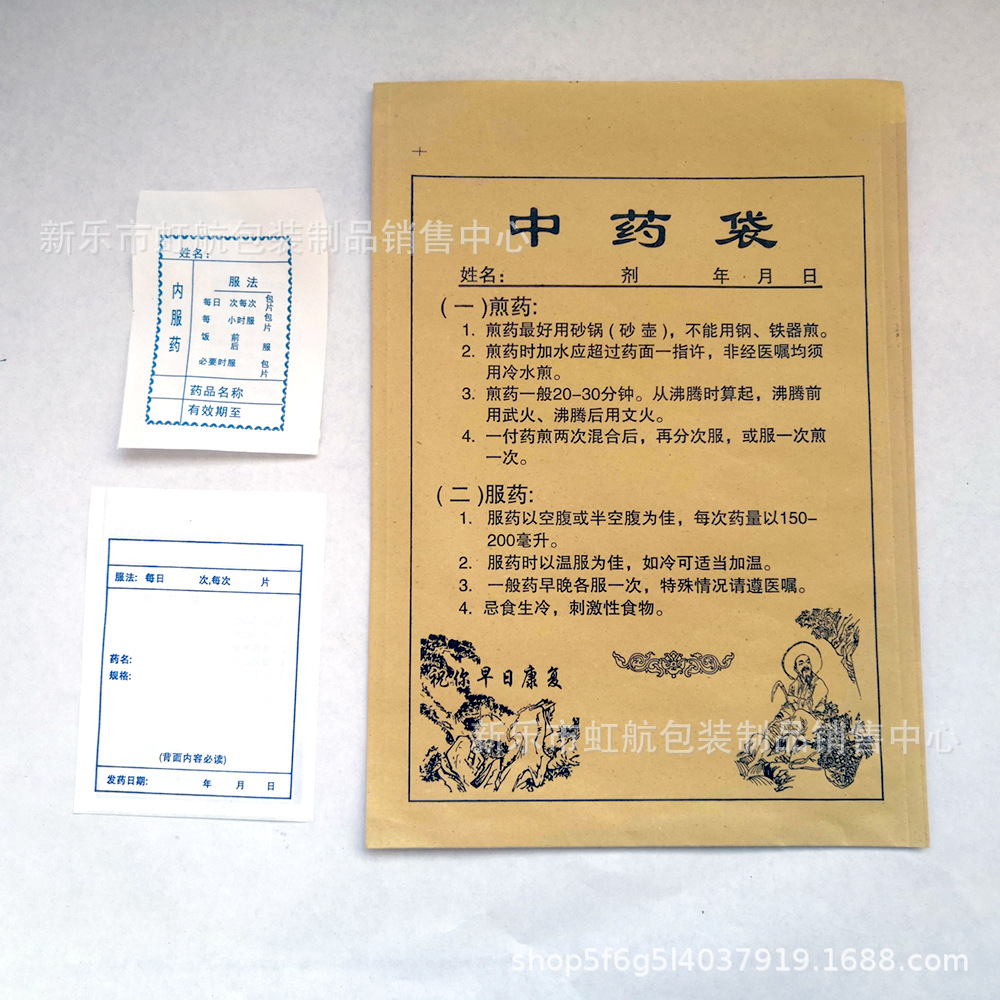 新乐市虹航包装制品销售中心
姓名:
内服药
服法
每日 次每次 包片
每 小时服 包片
饭 前后 服
必要时服 包片
药品名称
有效期至
服法: 每日 次,每次 片
药名:
规格:
(背面内容必读)
发药日期: 年 月 日
中药袋
姓名: 剂 年 月 日
(一)煎药:
1. 煎药最好用砂锅(砂壶),不能用钢、铁器煎。
2. 煎药时加水应超过药面一指许,非经医嘱均须
用冷水煎。
3. 煎药一般20-30分钟。从沸腾时算起,沸腾前
用武火、沸腾后用文火。
4. 一付药煎两次混合后,再分次服,或服一次煎
一次。
(二)服药:
1. 服药以空腹或半空腹为佳,每次药量以150-
200毫升。
2. 服药时以温服为佳,如冷可适当加温。
3. 一般药早晚各服一次,特殊情况请遵医嘱。
4. 忌食生冷,刺激性食物。
祝你早日康复
新乐市虹航包装制品销售中心
shop5f6g5l4037919.1688.com